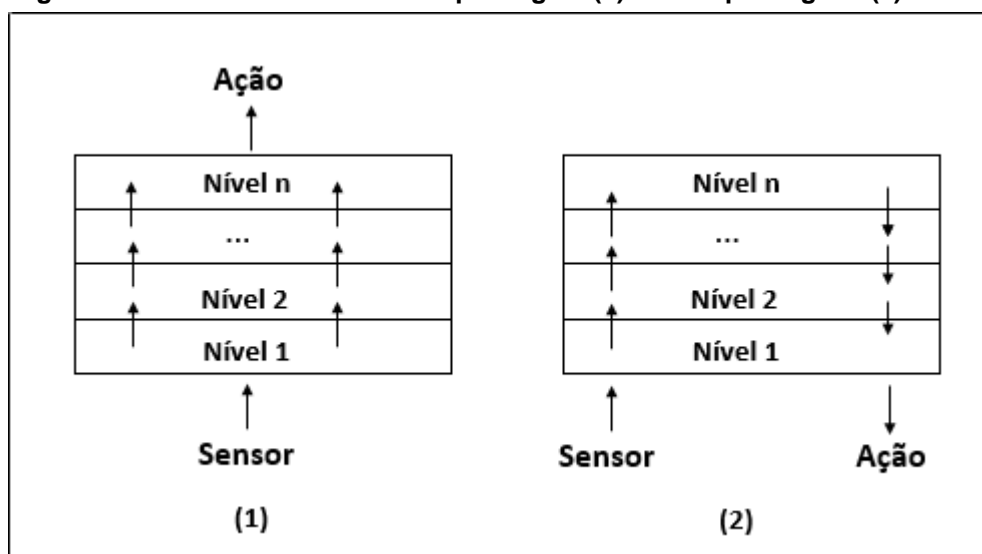 Ação
Nível n
...
Nível 2
Nível 1
Sensor
(1)
Nível n
...
Nível 2
Nível 1
Sensor
Ação
(2)